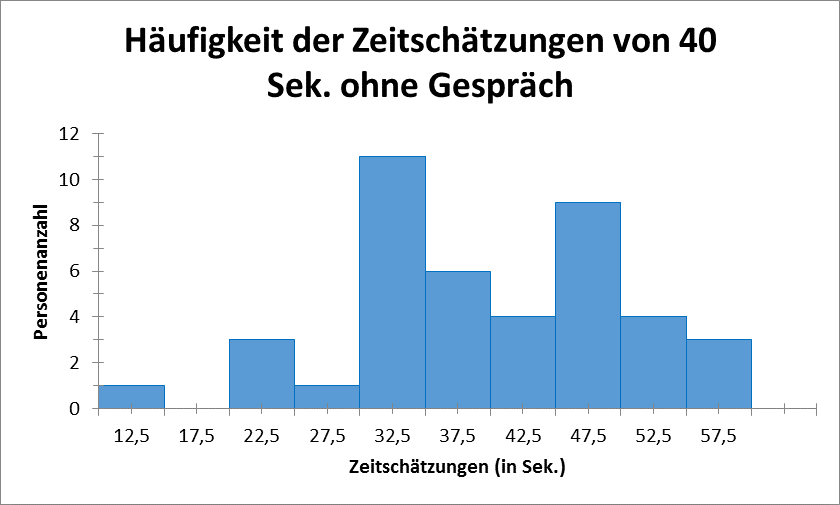 Häufigkeit der Zeitschätzungen von 40
Sek. ohne Gespräch
12
10
8
6
4
2
0
Personenanzahl
12,5 17,5 22,5 27,5 32,5 37,5 42,5 47,5 52,5 57,5
Zeitschätzungen (in Sek.)